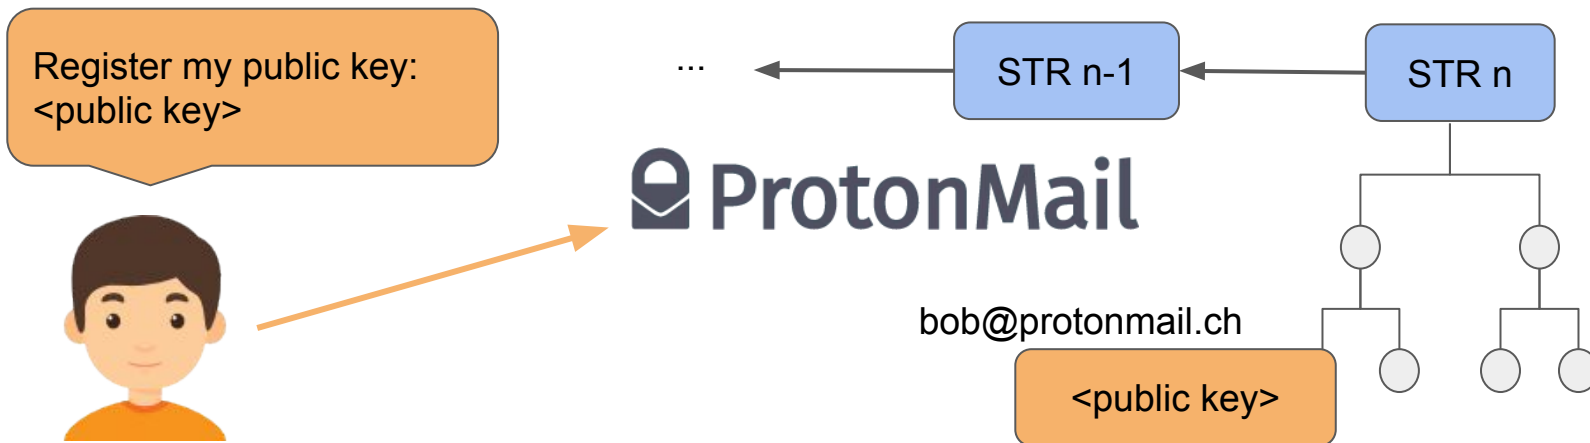 Register my public key:
<public key>
...
STR n-1
STR n
ProtonMail
bob@protonmail.ch
<public key>